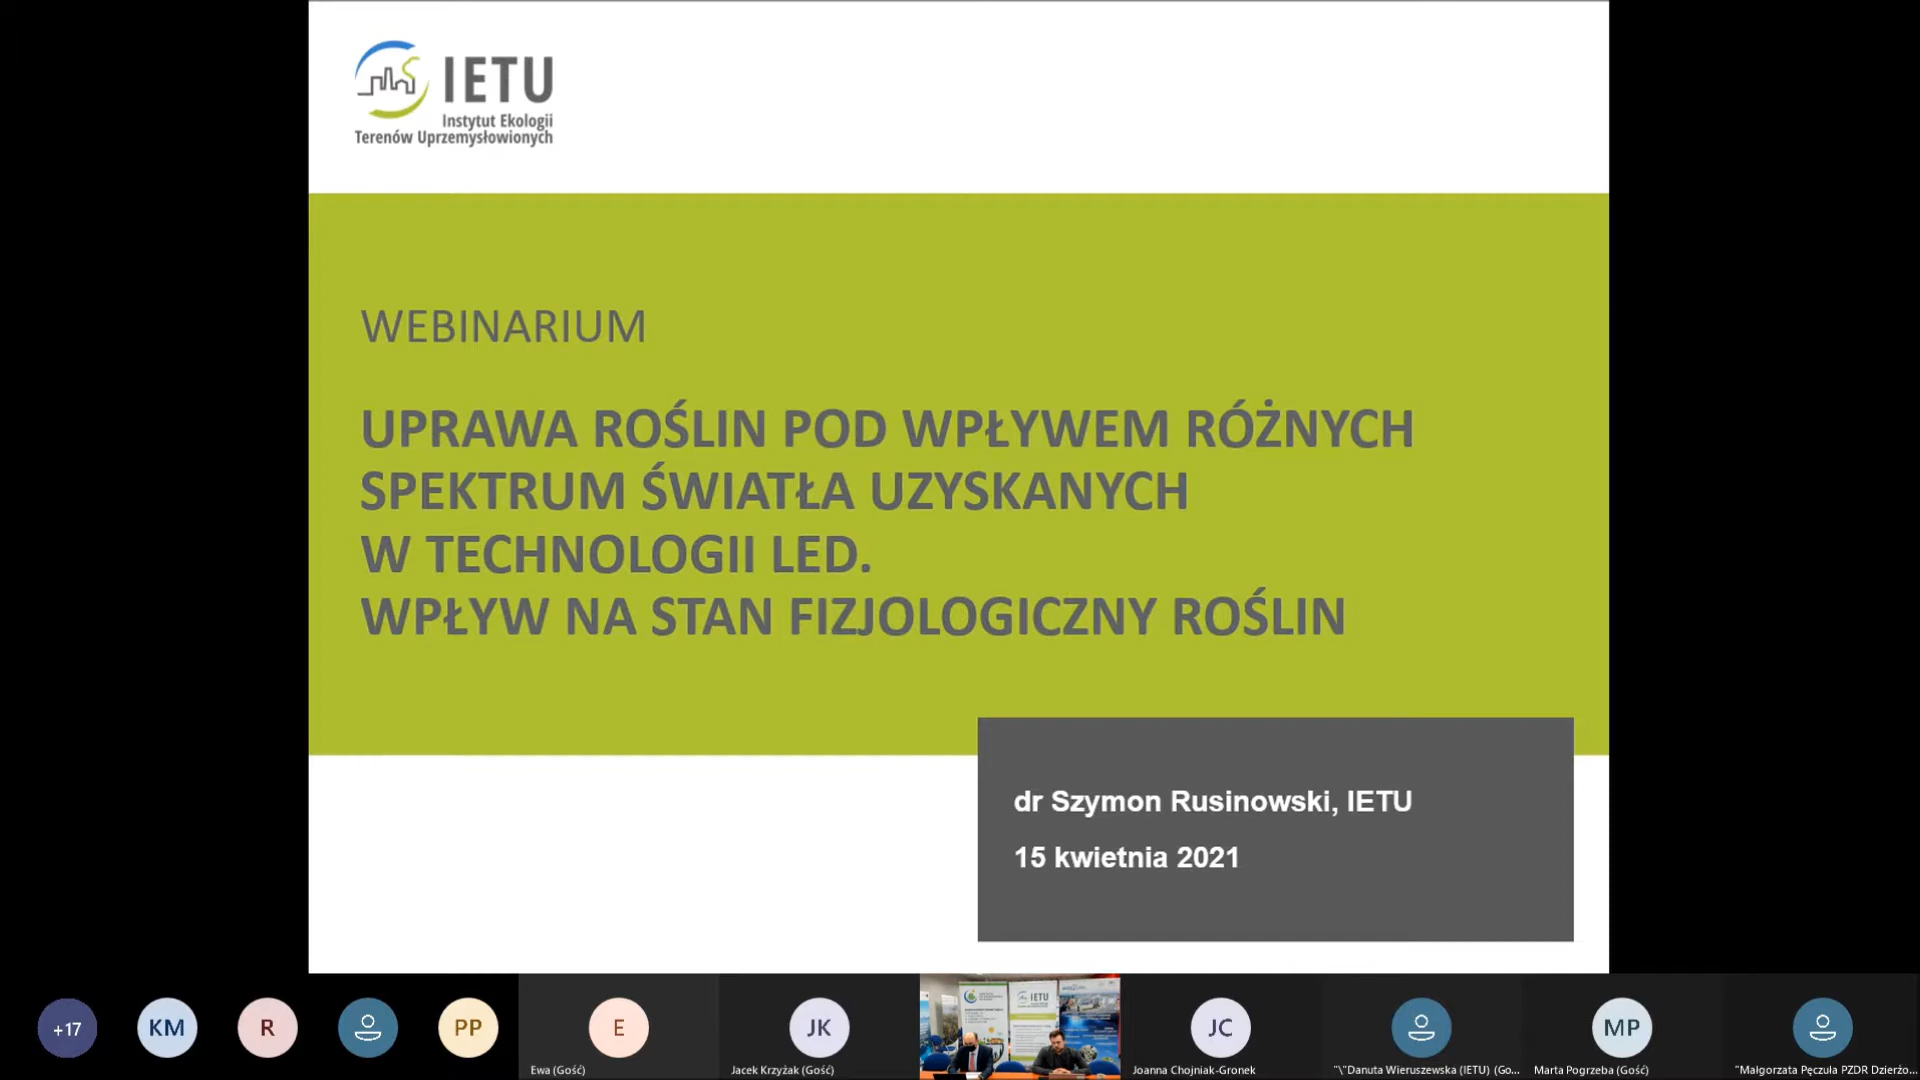 IETU
Instytut Ekologii
Terenów Uprzemysłowionych
WEBINARIUM
UPRAWA ROŚLIN POD WPŁYWEM RÓŻNYCH
SPEKTRUM ŚWIATŁA UZYSKANYCH
W TECHNOLOGII LED.
WPŁYW NA STAN FIZJOLOGICZNY ROŚLIN
dr Szymon Rusinowski, IETU
15 kwietnia 2021
+17
KM
R
PP
E
Ewa (Gość)
JK
Jacek Krzyżak (Gość)
IETU
JC
Joanna Chojniak-Gronek
"\"Danuta Wieruszewska (IETU) (Go...
MP
Marta Pogrzeba (Gość)
"Małgorzata Pęczuła PZDR Dzierżo...